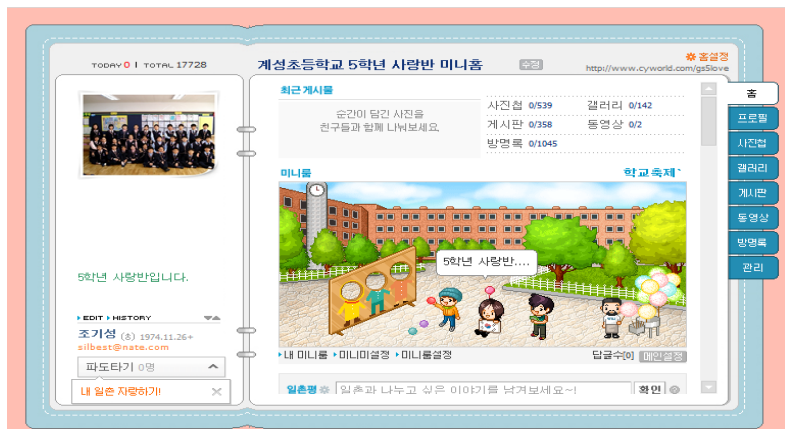 TODAY 0 | TOTAL 17728
계성초등학교 5학년 사랑반 미니홈 수정
홈설정
http://www.cyworld.com/gs5love
최근 게시물
순간이 담긴 사진을
친구들과 함께 나눠보세요
사진첩 0/539 갤러리 0/142
게시판 0/358 동영상 0/2
방명록 0/1045
미니룸 학교축제~
5학년 사랑반....
내 미니룸 미니미설정 미니룸설정 답글수[0] 메인설정
일촌평 일촌과 나누고 싶은 이야기를 남겨보세요~! 확인
5학년 사랑반입니다.
EDIT HISTORY
조기성 (♂) 1974.11.26+
silbest@nate.com
파도타기 0명
내 일촌 자랑하기!
홈
프로필
사진첩
갤러리
게시판
동영상
방명록
관리